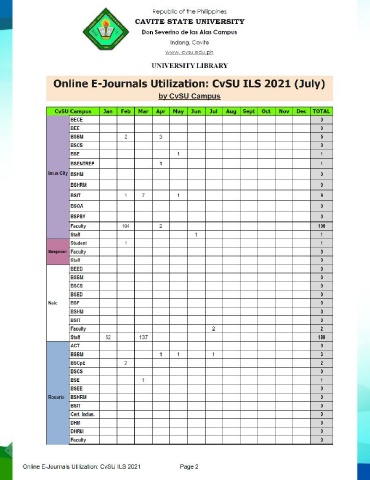 Republic of the Philippines
CAVITE STATE UNIVERSITY
Don Severino de las Alas Campus
Indang, Cavite
www.cvsu.edu.ph
UNIVERSITY LIBRARY
Online E-Journals Utilization: CvSU ILS 2021 (July)
by CvSU Campus
CvSU Campus Jan Feb Mar Apr May Jun Jul Aug Sept Oct Nov Dec TOTAL
BECE 0
BEE 0
BSBM 2 3 5
BSCS 0
BSE 1 1
BSENTREP 1 1
Imus City BSHM 0
BSHRM 0
BSIT 1 7 1 9
BSOA 0
BSPSY 0
Faculty 104 2 106
Staff 1 1
Student 1 1
Faculty 0
Staff 0
BEED 0
BSBM 0
BSCS 0
BSED 0
Naic BSF 0
BSHM 0
BSIT 0
Faculty 2 2
Staff 52 137 189
ACT 0
BSBM 1 1 1 3
BSCpE 2 2
BSCS 0
BSE 1 1
BSEE 0
Rosario BSHRM 0
BSIT 0
Cert. Indus. 0
DHM 0
DHRM 0
Faculty 0
Online E-Journals Utilization: CvSU ILS 2021 Page 2